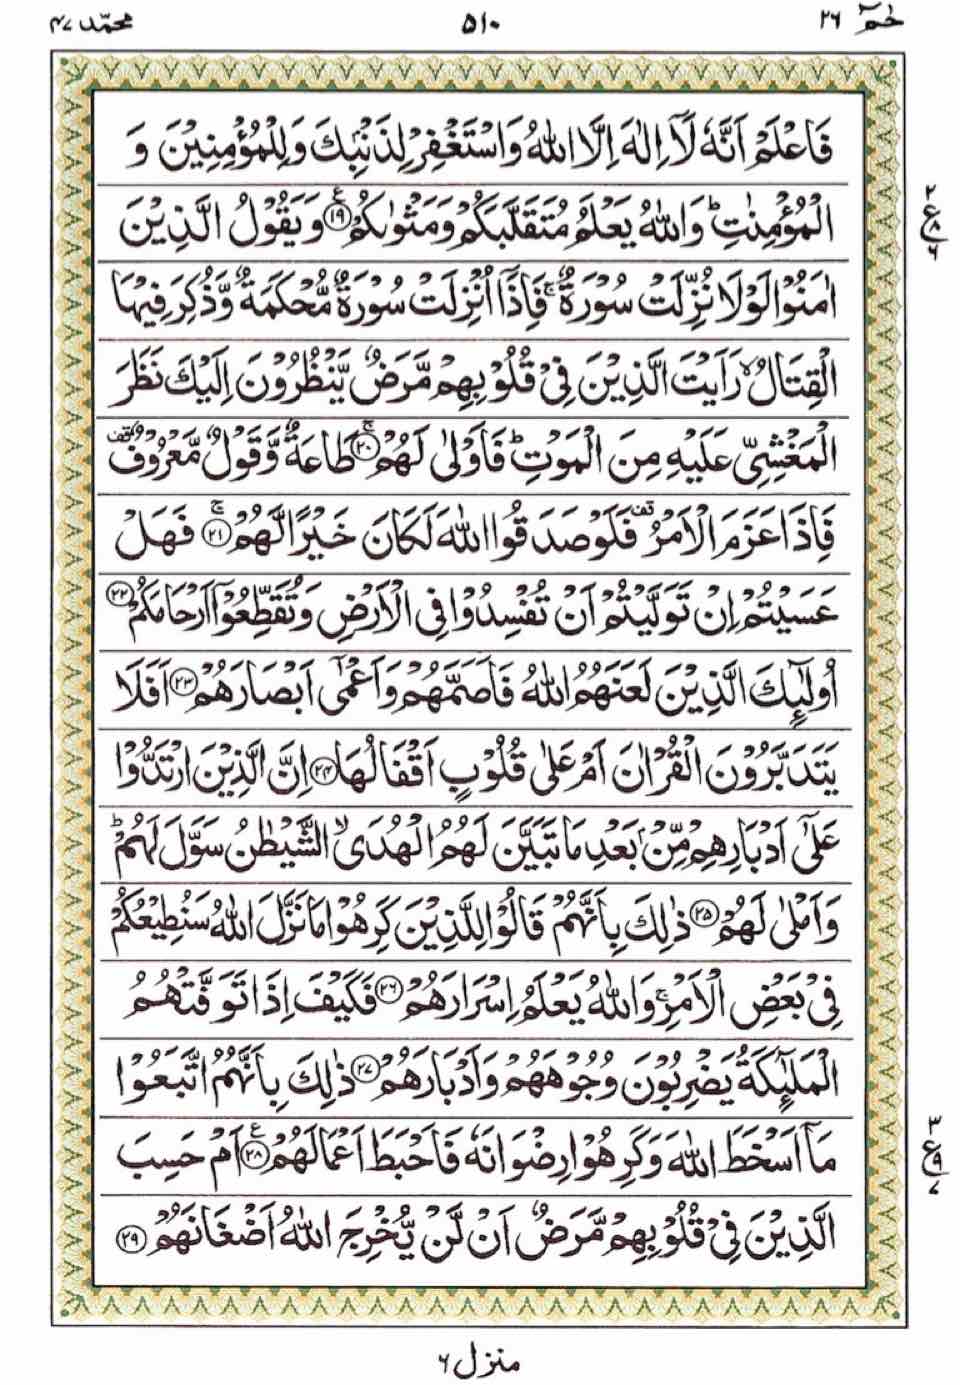 حٰمٓ ٢٦ ٥١٠ محمّد ٤٧
فَاعْلَمْ اَنَّهٗ لَاۤ اِلٰهَ اِلَّا اللّٰهُ وَاسْتَغْفِرْ لِذَنْۢبِكَ وَلِلْمُؤْمِنِيْنَ وَ
الْمُؤْمِنٰتِ ؕ وَاللّٰهُ يَعْلَمُ مُتَقَلَّبَكُمْ وَمَثْوٰىكُمْ ۧ ﴿١٩﴾ وَيَقُوْلُ الَّذِيْنَ
اٰمَنُوْا لَوْلَا نُزِّلَتْ سُوْرَةٌ ۚ فَاِذَاۤ اُنْزِلَتْ سُوْرَةٌ مُّحْكَمَةٌ وَّذُكِرَ فِيْهَا
الْقِتَالُ ۙ رَاَيْتَ الَّذِيْنَ فِيْ قُلُوْبِهِمْ مَّرَضٌ يَّنْظُرُوْنَ اِلَيْكَ نَظَرَ
الْمَغْشِيِّ عَلَيْهِ مِنَ الْمَوْتِ ؕ فَاَوْلٰى لَهُمْ ۚ ﴿٢٠﴾ طَاعَةٌ وَّقَوْلٌ مَّعْرُوْفٌ قف
فَاِذَا عَزَمَ الْاَمْرُ قف فَلَوْ صَدَقُوا اللّٰهَ لَكَانَ خَيْرًا لَّهُمْ ۚ ﴿٢١﴾ فَهَلْ
عَسَيْتُمْ اِنْ تَوَلَّيْتُمْ اَنْ تُفْسِدُوْا فِي الْاَرْضِ وَتُقَطِّعُوْۤا اَرْحَامَكُمْ ﴿٢٢﴾
اُولٰٓئِكَ الَّذِيْنَ لَعَنَهُمُ اللّٰهُ فَاَصَمَّهُمْ وَاَعْمٰۤى اَبْصَارَهُمْ ﴿٢٣﴾ اَفَلَا
يَتَدَبَّرُوْنَ الْقُرْاٰنَ اَمْ عَلٰى قُلُوْبٍ اَقْفَالُهَا ﴿٢٤﴾ اِنَّ الَّذِيْنَ ارْتَدُّوْا
عَلٰۤى اَدْبَارِهِمْ مِّنْۢ بَعْدِ مَا تَبَيَّنَ لَهُمُ الْهُدَى ۙ الشَّيْطٰنُ سَوَّلَ لَهُمْ ؕ
وَاَمْلٰى لَهُمْ ﴿٢٥﴾ ذٰلِكَ بِاَنَّهُمْ قَالُوْا لِلَّذِيْنَ كَرِهُوْا مَا نَزَّلَ اللّٰهُ سَنُطِيْعُكُمْ
فِيْ بَعْضِ الْاَمْرِ ۚ وَاللّٰهُ يَعْلَمُ اِسْرَارَهُمْ ﴿٢٦﴾ فَكَيْفَ اِذَا تَوَفَّتْهُمُ
الْمَلٰٓئِكَةُ يَضْرِبُوْنَ وُجُوْهَهُمْ وَاَدْبَارَهُمْ ﴿٢٧﴾ ذٰلِكَ بِاَنَّهُمُ اتَّبَعُوْا
مَاۤ اَسْخَطَ اللّٰهَ وَكَرِهُوْا رِضْوَانَهٗ فَاَحْبَطَ اَعْمَالَهُمْ ۧ ﴿٢٨﴾ اَمْ حَسِبَ
الَّذِيْنَ فِيْ قُلُوْبِهِمْ مَّرَضٌ اَنْ لَّنْ يُّخْرِجَ اللّٰهُ اَضْغَانَهُمْ ﴿٢٩﴾
٢
ع ٨
٦
٣
ع ٩
٧
منزل ٦